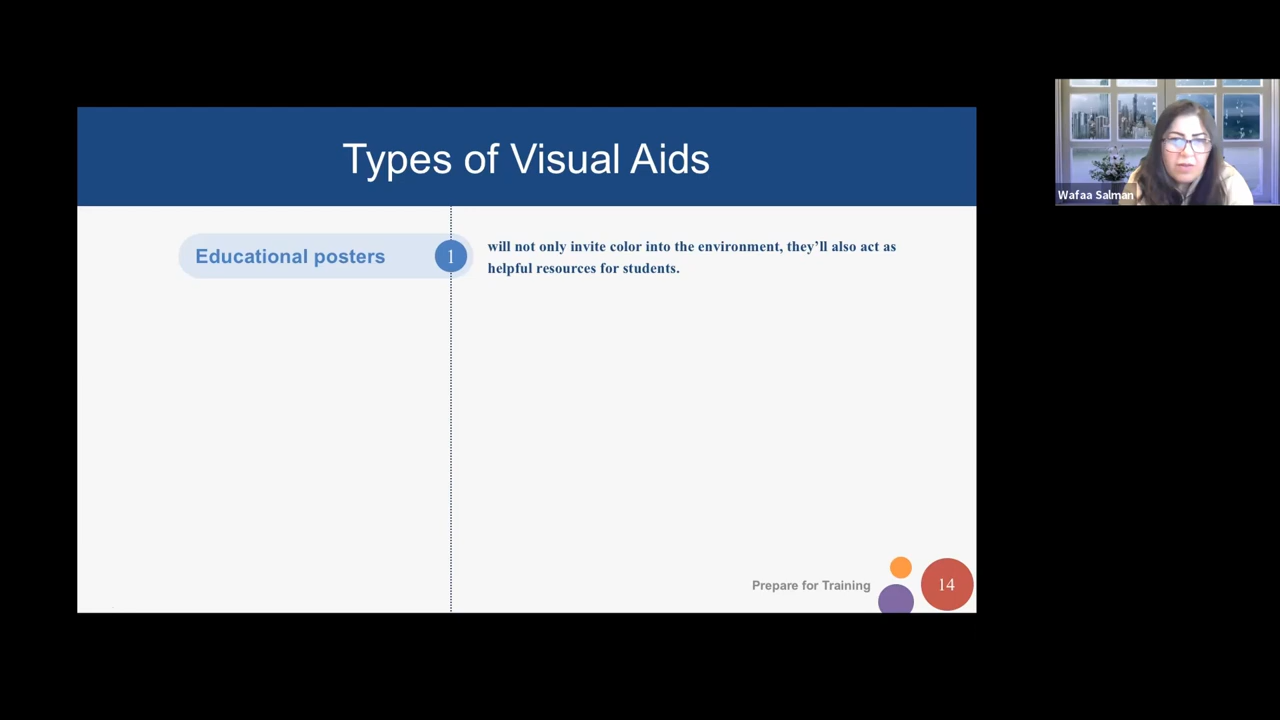 Types of Visual Aids
Educational posters
1
will not only invite color into the environment, they’ll also act as
helpful resources for students.
Prepare for Training
14
Wafaa Salman